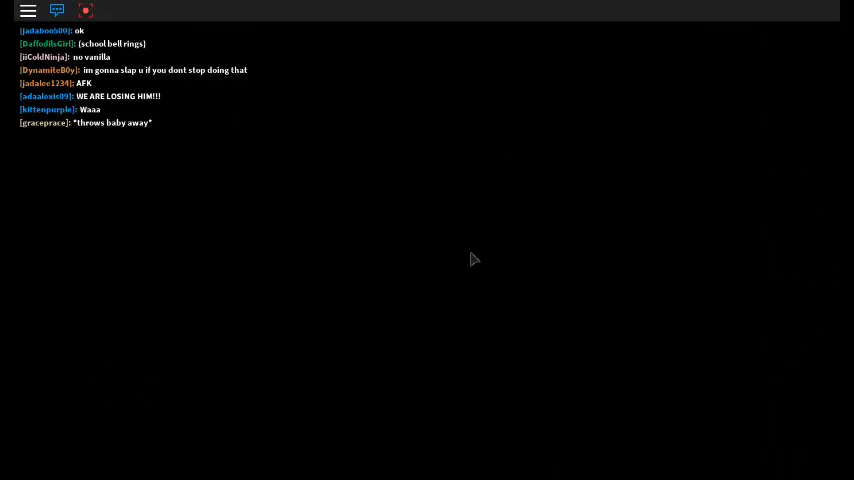 [jadaboo500]: ok
[DaffodilsGirl]: (school bell rings)
[iiColdNinja]: no vanilla
[DynamiteB0y]: im gonna slap u if you dont stop doing that
[jadalee1234]: AFK
[adaalexis09]: WE ARE LOSING HIM!!!
[kittenpurple]: Waaa
[graceprace]: *throws baby away*